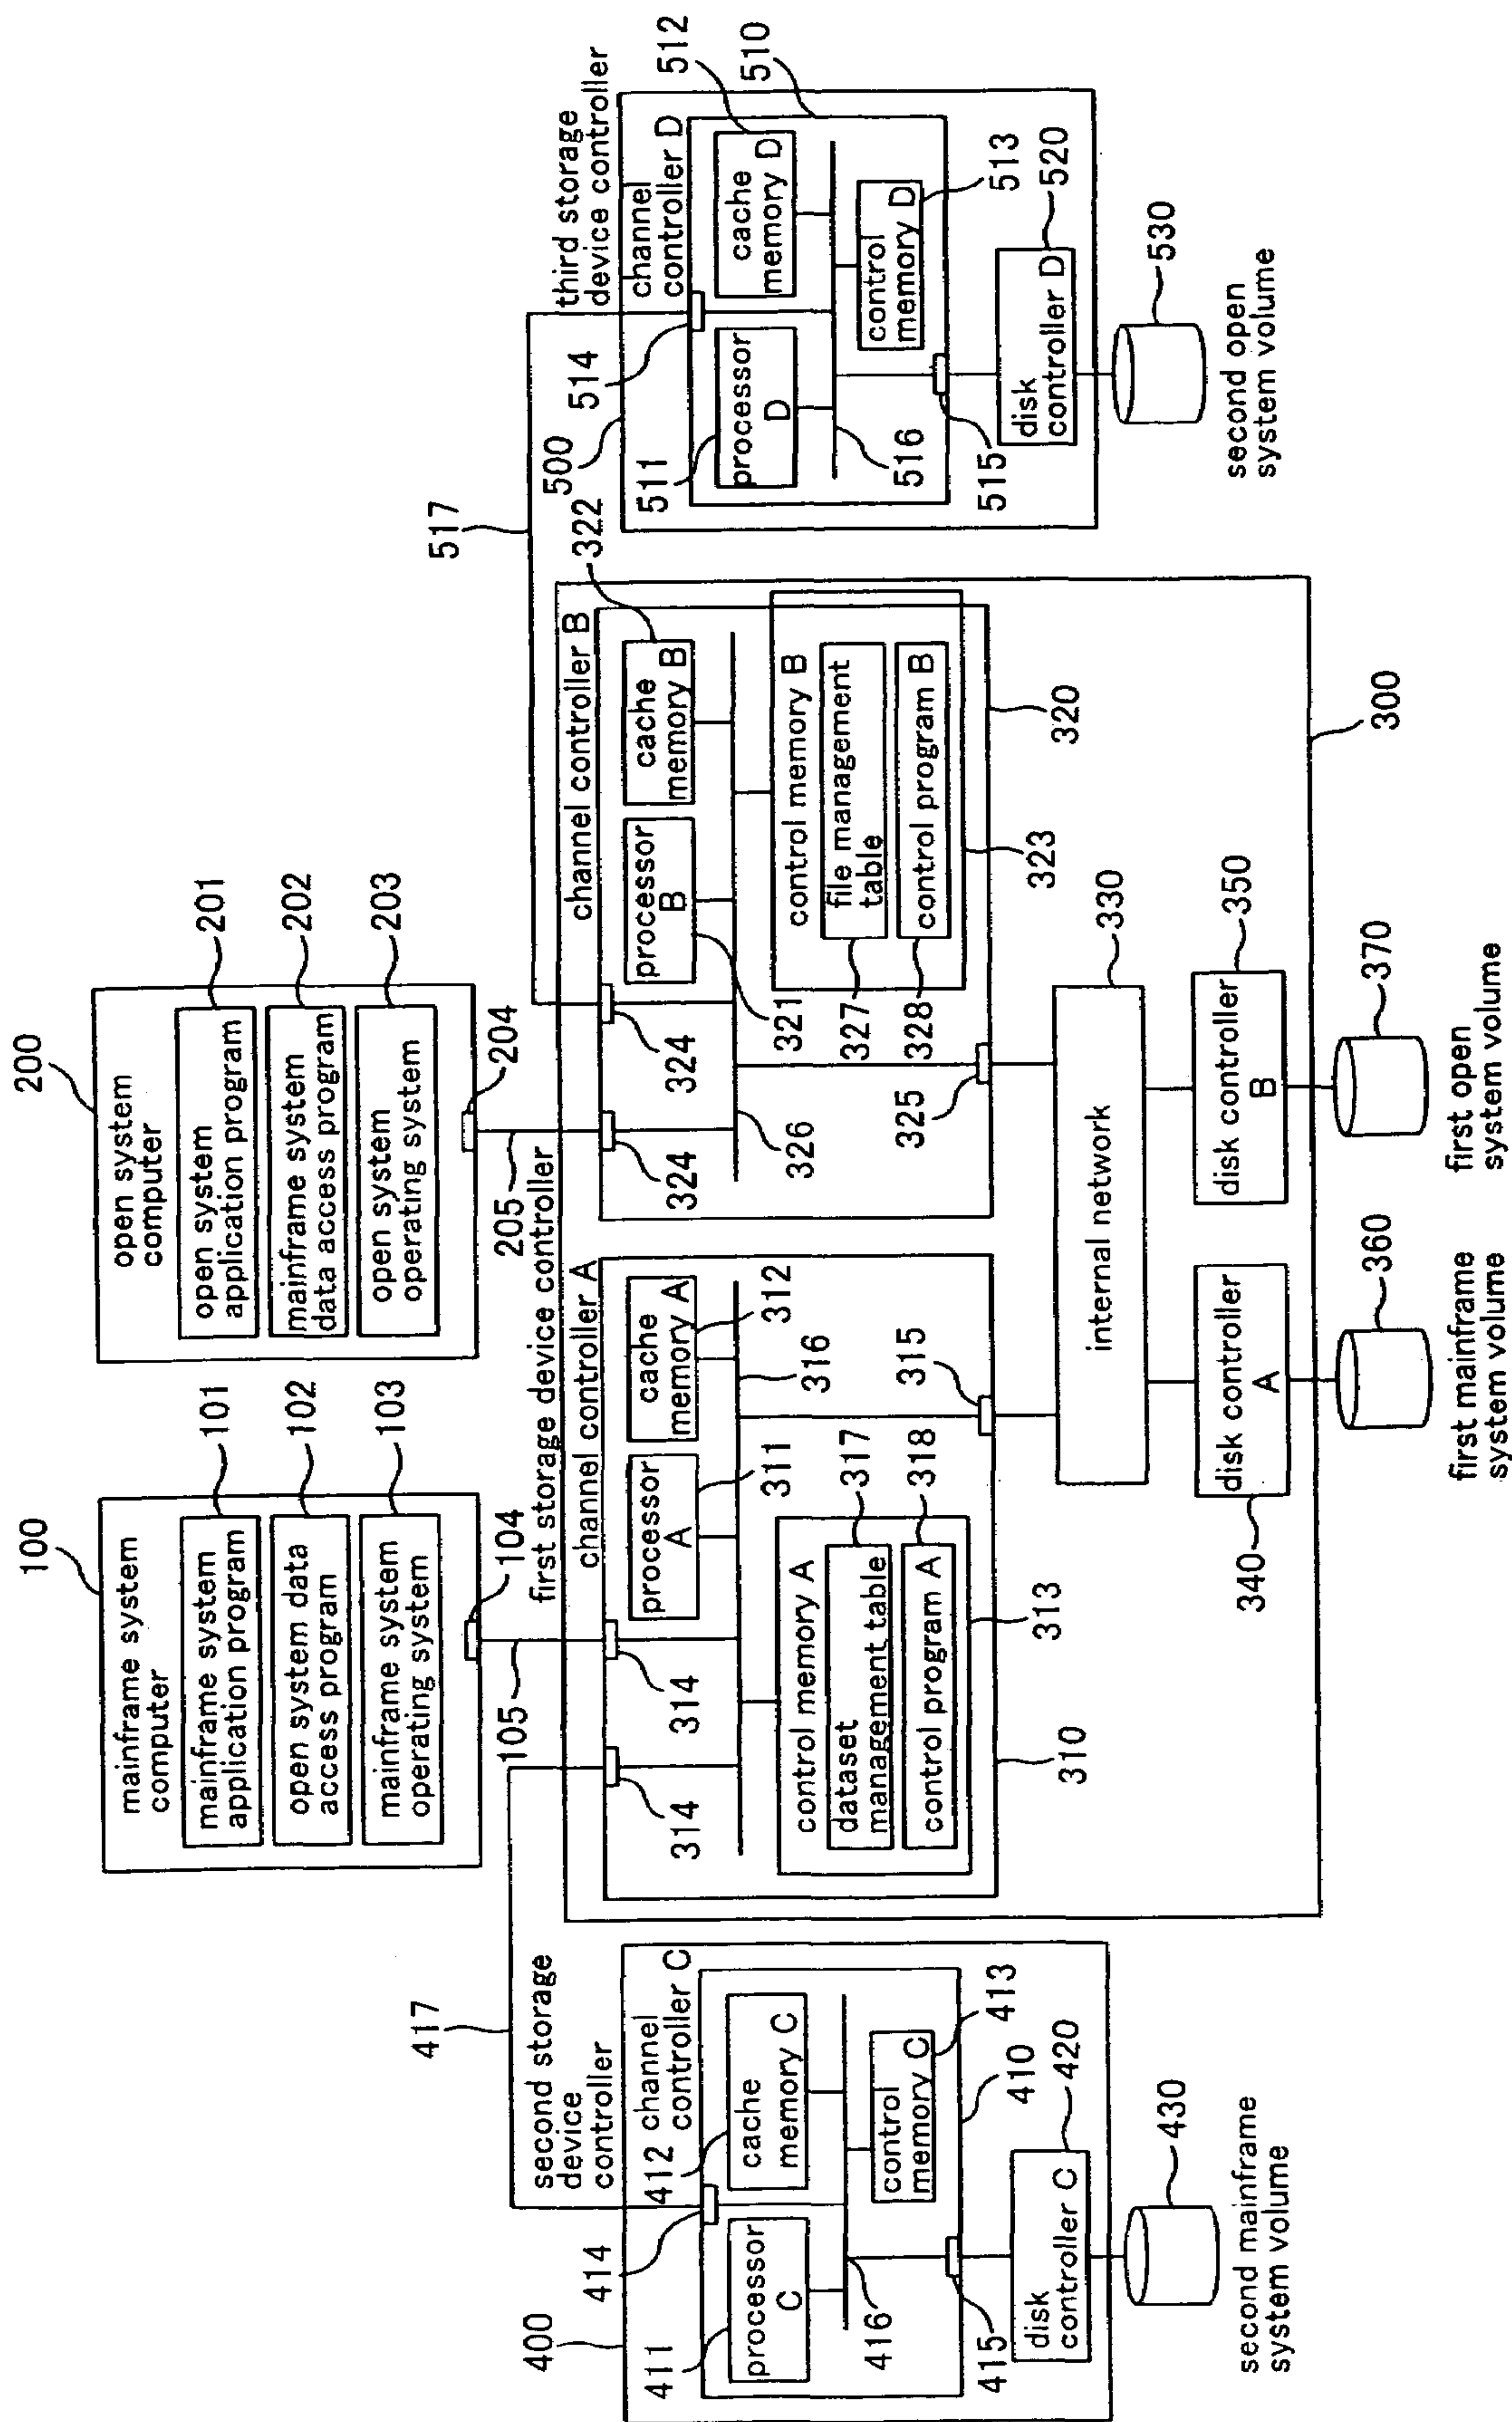 100
mainframe system
computer
mainframe system
application program
101
open system data
access program
102
mainframe system
operating system
103
104
105
200
open system
computer
open system
application program
201
mainframe system
data access program
202
open system
operating system
203
204
205
417
517
second storage
device
controller
400
channel
controller C
414
411
processor
C
412
cache
memory C
416
control
memory C
413
410
415
disk
controller C
420
430
second mainframe
system volume
first storage device controller
channel controller A
314
314
processor
A
311
cache
memory A
312
316
control memory A
dataset
management table
317
control program A
318
313
310
315
channel controller B
324
324
processor
B
321
cache
memory B
322
326
control memory B
file management
table
327
control program B
328
323
320
325
internal network
330
disk controller
A
340
disk controller
B
350
300
360
first mainframe
system volume
370
first open
system volume
third storage
device controller
500
channel
controller D
514
511
processor
D
cache
memory D
512
510
516
control
memory D
513
515
disk
controller D
520
530
second open
system volume